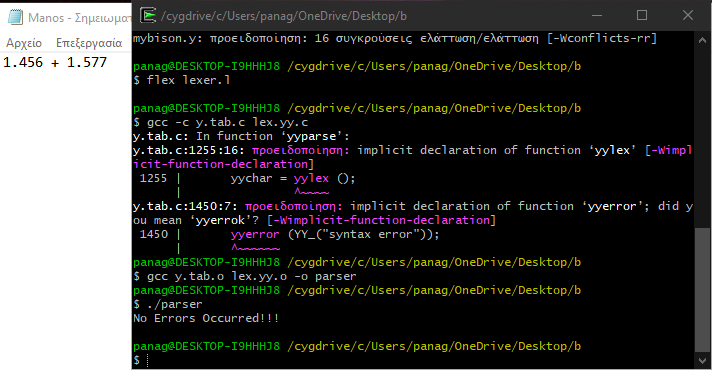 Manos - Σημειωματ
Αρχείο Επεξεργασία
1.456 + 1.577
/cygdrive/c/Users/panag/OneDrive/Desktop/b
mybison.y: προειδοποίηση: 16 συγκρούσεις ελάττωση/ελάττωση [-Wconflicts-rr]
panag@DESKTOP-I9HHHJ8 /cygdrive/c/Users/panag/OneDrive/Desktop/b
$ flex lexer.l
panag@DESKTOP-I9HHHJ8 /cygdrive/c/Users/panag/OneDrive/Desktop/b
$ gcc -c y.tab.c lex.yy.c
y.tab.c: In function ‘yyparse’:
y.tab.c:1255:16: προειδοποίηση: implicit declaration of function ‘yylex’ [-Wimpl
icit-function-declaration]
1255 | yychar = yylex ();
| ^~~~~
y.tab.c:1450:7: προειδοποίηση: implicit declaration of function ‘yyerror’; did y
ou mean ‘yyerrok’? [-Wimplicit-function-declaration]
1450 | yyerror (YY_("syntax error"));
| ^~~~~~~
panag@DESKTOP-I9HHHJ8 /cygdrive/c/Users/panag/OneDrive/Desktop/b
$ gcc y.tab.o lex.yy.o -o parser
panag@DESKTOP-I9HHHJ8 /cygdrive/c/Users/panag/OneDrive/Desktop/b
$ ./parser
No Errors Occurred!!!
panag@DESKTOP-I9HHHJ8 /cygdrive/c/Users/panag/OneDrive/Desktop/b
$